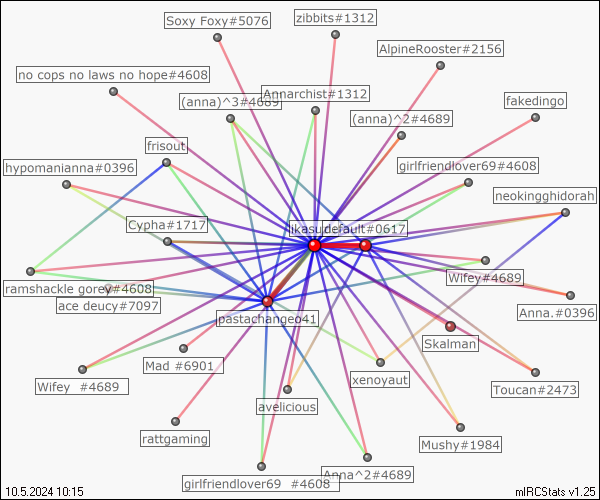 Soxy Foxy#5076
zibbits#1312
AlpineRooster#2156
no cops no laws no hope#4608
(anna)^3#4689
Annarchist#1312
fakedingo
(anna)^2#4689
frisout
hypomanianna#0396
girlfriendlover69#4608
neokingghidorah
Cypha#1717
likasu
default#0617
ramshackle gorey#4608
ace deucy#7097
Wifey#4689
Anna.#0396
pastachangeo41
Skalman
Mad #6901
xenoyaut
Wifey  #4689
Toucan#2473
avelicious
rattgaming
Mushy#1984
girlfriendlover69  #4608
Anna^2#4689
10.5.2024 10:15
mIRCStats v1.25